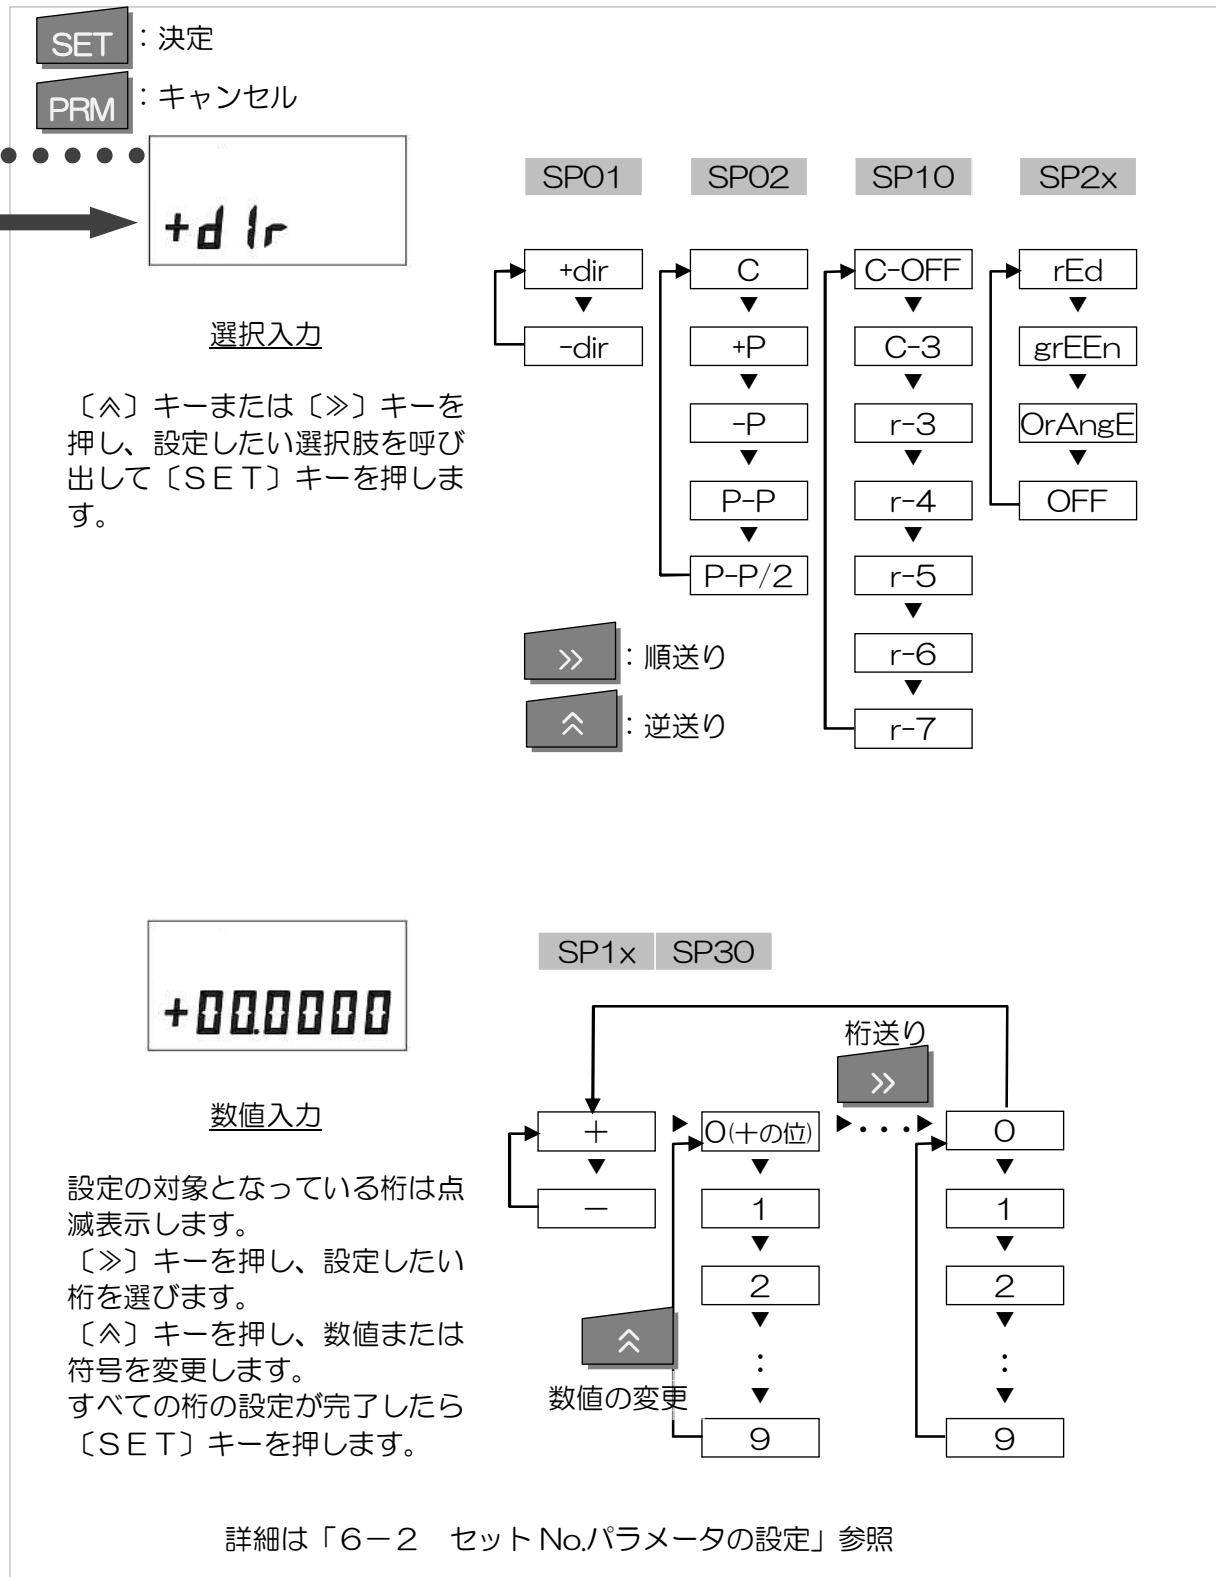 SET：決定
PRM：キャンセル
+dIr
選択入力
〔≪〕キーまたは〔≫〕キーを
押し、設定したい選択肢を呼び
出して〔ＳＥＴ〕キーを押しま
す。
SP01 SP02 SP10 SP2x
+dir C C-OFF rEd
▼ ▼ ▼ ▼
-dir +P C-3 grEEn
▼ ▼ ▼
-P r-3 OrAngE
▼ ▼ ▼
P-P r-4 OFF
▼ ▼
P-P/2 r-5
▼
r-6
▼
r-7
≫：順送り
︽：逆送り
+00.0000
数値入力
設定の対象となっている桁は点
滅表示します。
〔≫〕キーを押し、設定したい
桁を選びます。
〔︽〕キーを押し、数値または
符号を変更します。
すべての桁の設定が完了したら
〔ＳＥＴ〕キーを押します。
SP1x SP30
桁送り
≫
+ ▶ 0(十の位) ▶・・・▶ 0
▼ ▼ ▼
− 1 1
▼ ▼
2 2
▼ ▼
： ：
︽
数値の変更
▼ ▼
9 9
詳細は「６－２　セット No.パラメータの設定」参照